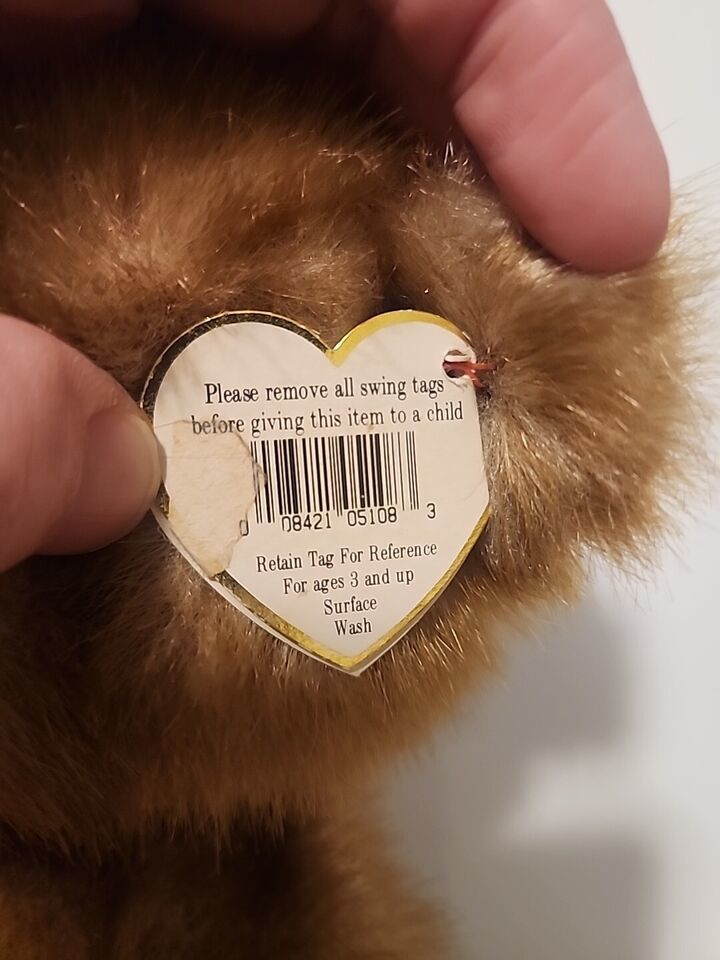 Please remove all swing tags
before giving this item to a child
0 08421 05108 3
Retain Tag For Reference
For ages 3 and up
Surface
Wash